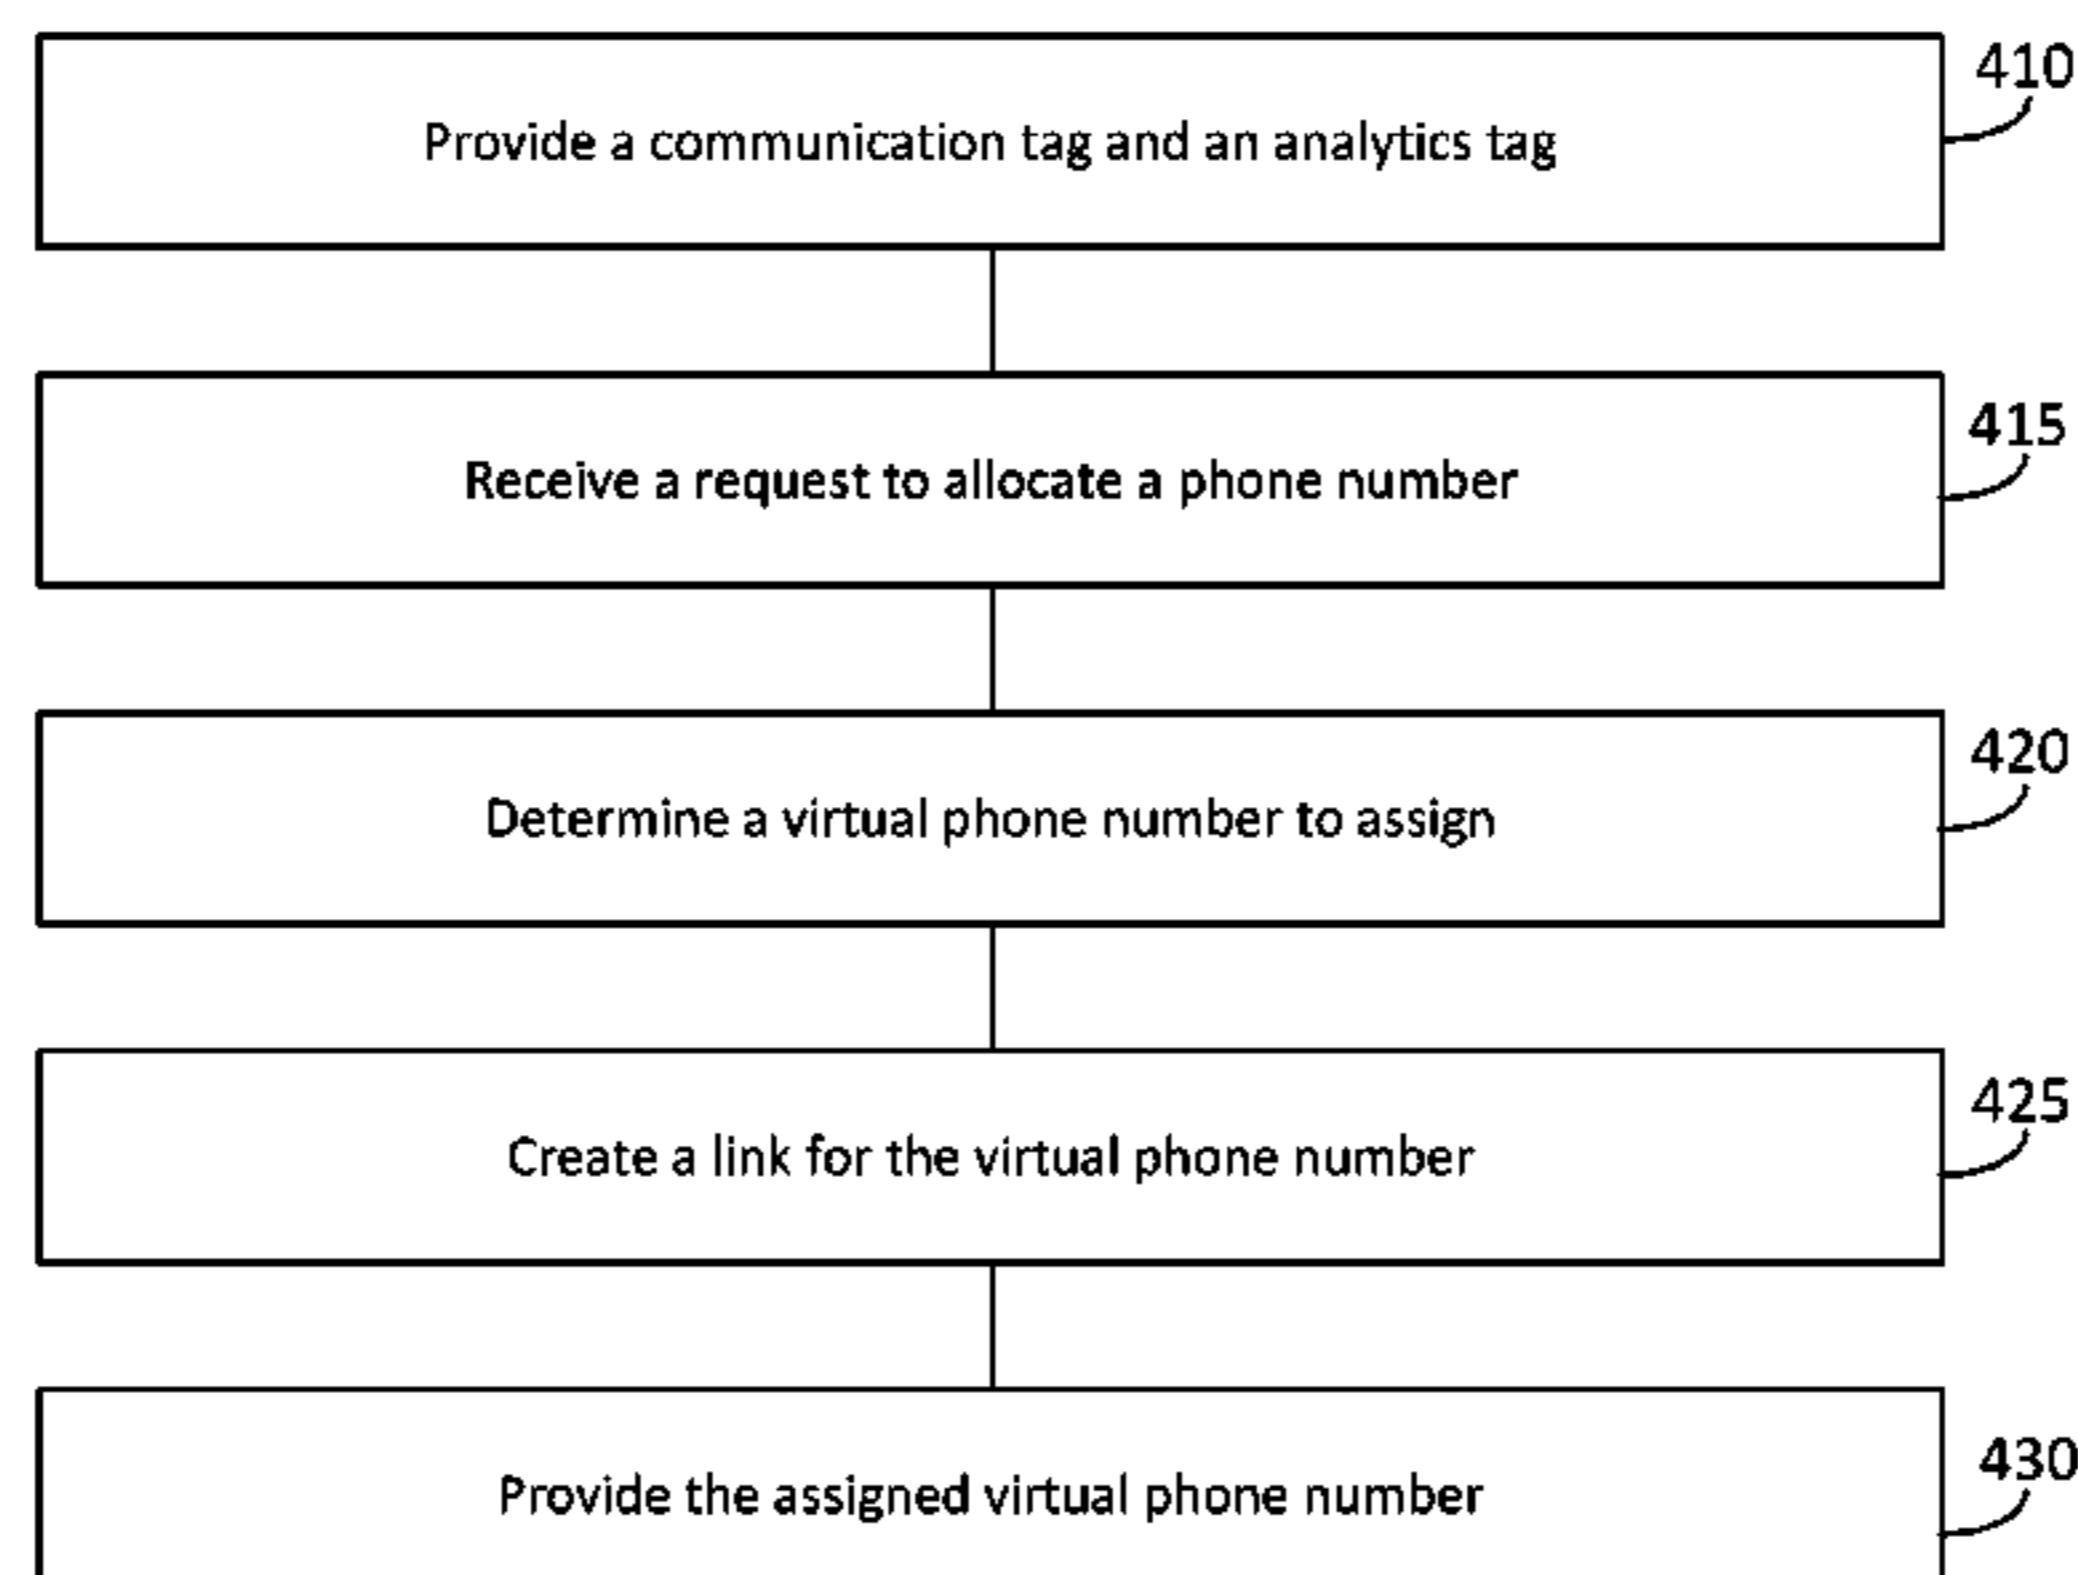 410
Provide a communication tag and an analytics tag
415
Receive a request to allocate a phone number
420
Determine a virtual phone number to assign
425
Create a link for the virtual phone number
430
Provide the assigned virtual phone number